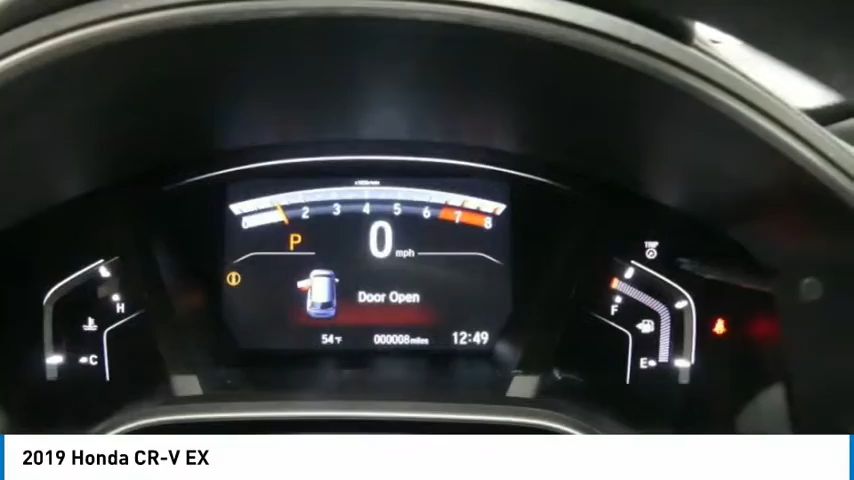 0 2 3 4 5 6 7 8
P 0 mph
Door Open
54°F 000008miles 12:49
H
C
TRIP
F
E
2019 Honda CR-V EX